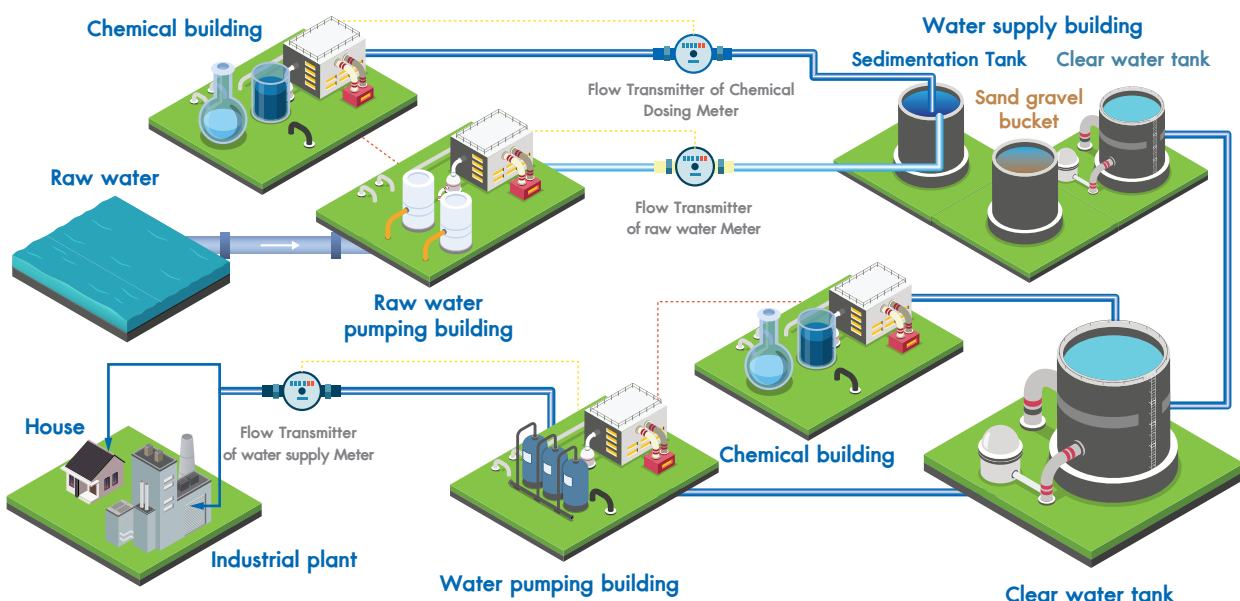 Chemical building
Water supply building
Sedimentation Tank
Clear water tank
Flow Transmitter of Chemical
Dosing Meter
Sand gravel
bucket
Raw water
Flow Transmitter
of raw water Meter
Raw water
pumping building
House
Flow Transmitter
of water supply Meter
Chemical building
Industrial plant
Water pumping building
Clear water tank